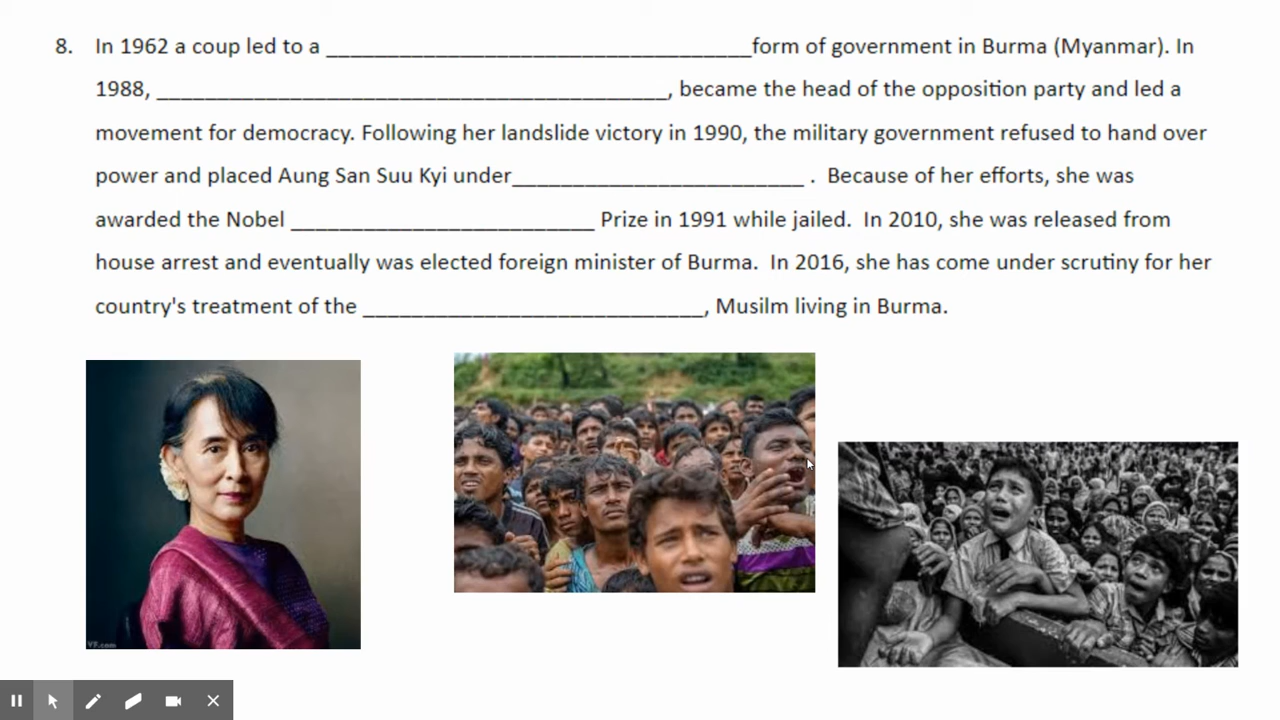 8. In 1962 a coup led to a ___________________________________form of government in Burma (Myanmar). In
1988, __________________________________________, became the head of the opposition party and led a
movement for democracy. Following her landslide victory in 1990, the military government refused to hand over
power and placed Aung San Suu Kyi under________________________ . Because of her efforts, she was
awarded the Nobel _________________________ Prize in 1991 while jailed. In 2010, she was released from
house arrest and eventually was elected foreign minister of Burma. In 2016, she has come under scrutiny for her
country's treatment of the ____________________________, Musilm living in Burma.
VF.com